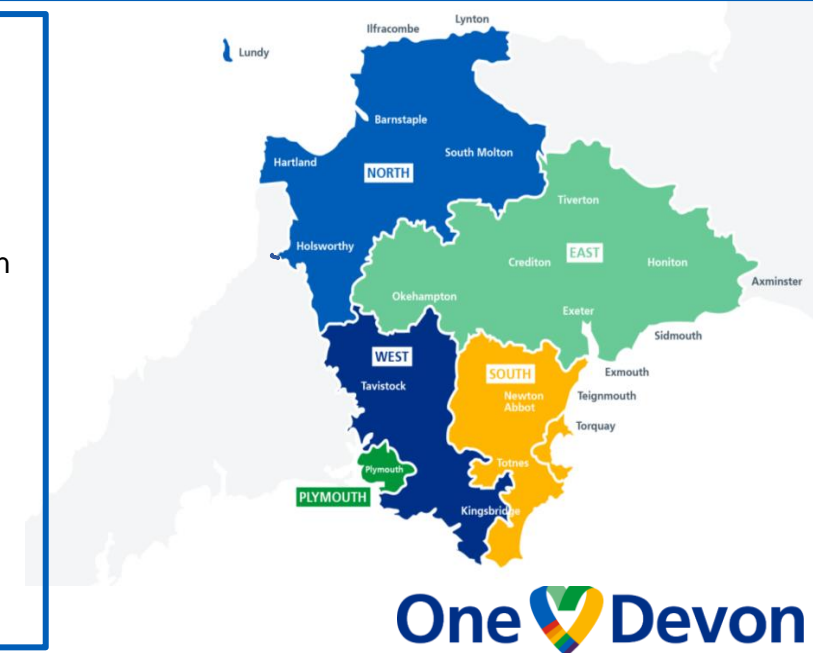 Lynton
Ilfracombe
Lundy
Barnstaple
South Molton
Hartland
NORTH
Tiverton
Holsworthy
EAST
Crediton
Honiton
Axminster
Okehampton
Exeter
Sidmouth
WEST
SOUTH
Exmouth
Tavistock
Newton
Abbot
Teignmouth
Torquay
Totnes
Plymouth
PLYMOUTH
Kingsbridge
One Devon